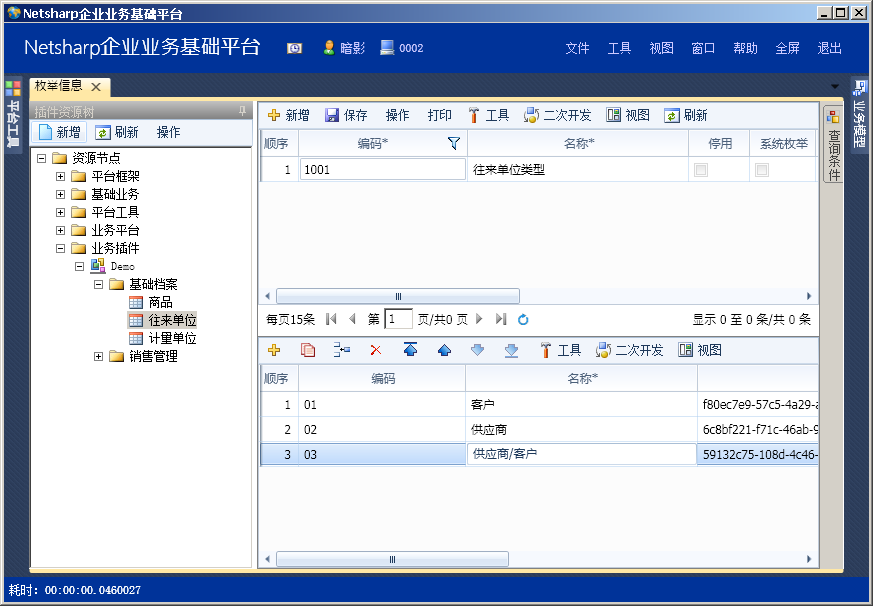 Netsharp企业业务基础平台
Netsharp企业业务基础平台 暗影 0002 文件 工具 视图 窗口 帮助 全屏 退出
平台工具
枚举信息
业务模型
插件资源树
新增 刷新 操作
新增 保存 操作 打印 工具 二次开发 视图 刷新
查询条件
顺序 编码* 名称* 停用 系统枚举
1 1001 往来单位类型
资源节点
平台框架
基础业务
平台工具
业务平台
业务插件
Demo
基础档案
商品
往来单位
计量单位
销售管理
每页15条 第 1 页/共0 页 显示 0 至 0 条/共 0 条
工具 二次开发 视图
顺序 编码 名称*
1 01 客户 f80ec7e9-57c5-4a29-a
2 02 供应商 6c8bf221-f71c-46ab-9
3 03 供应商/客户 59132c75-108d-4c46-
耗时: 00:00:00.0460027